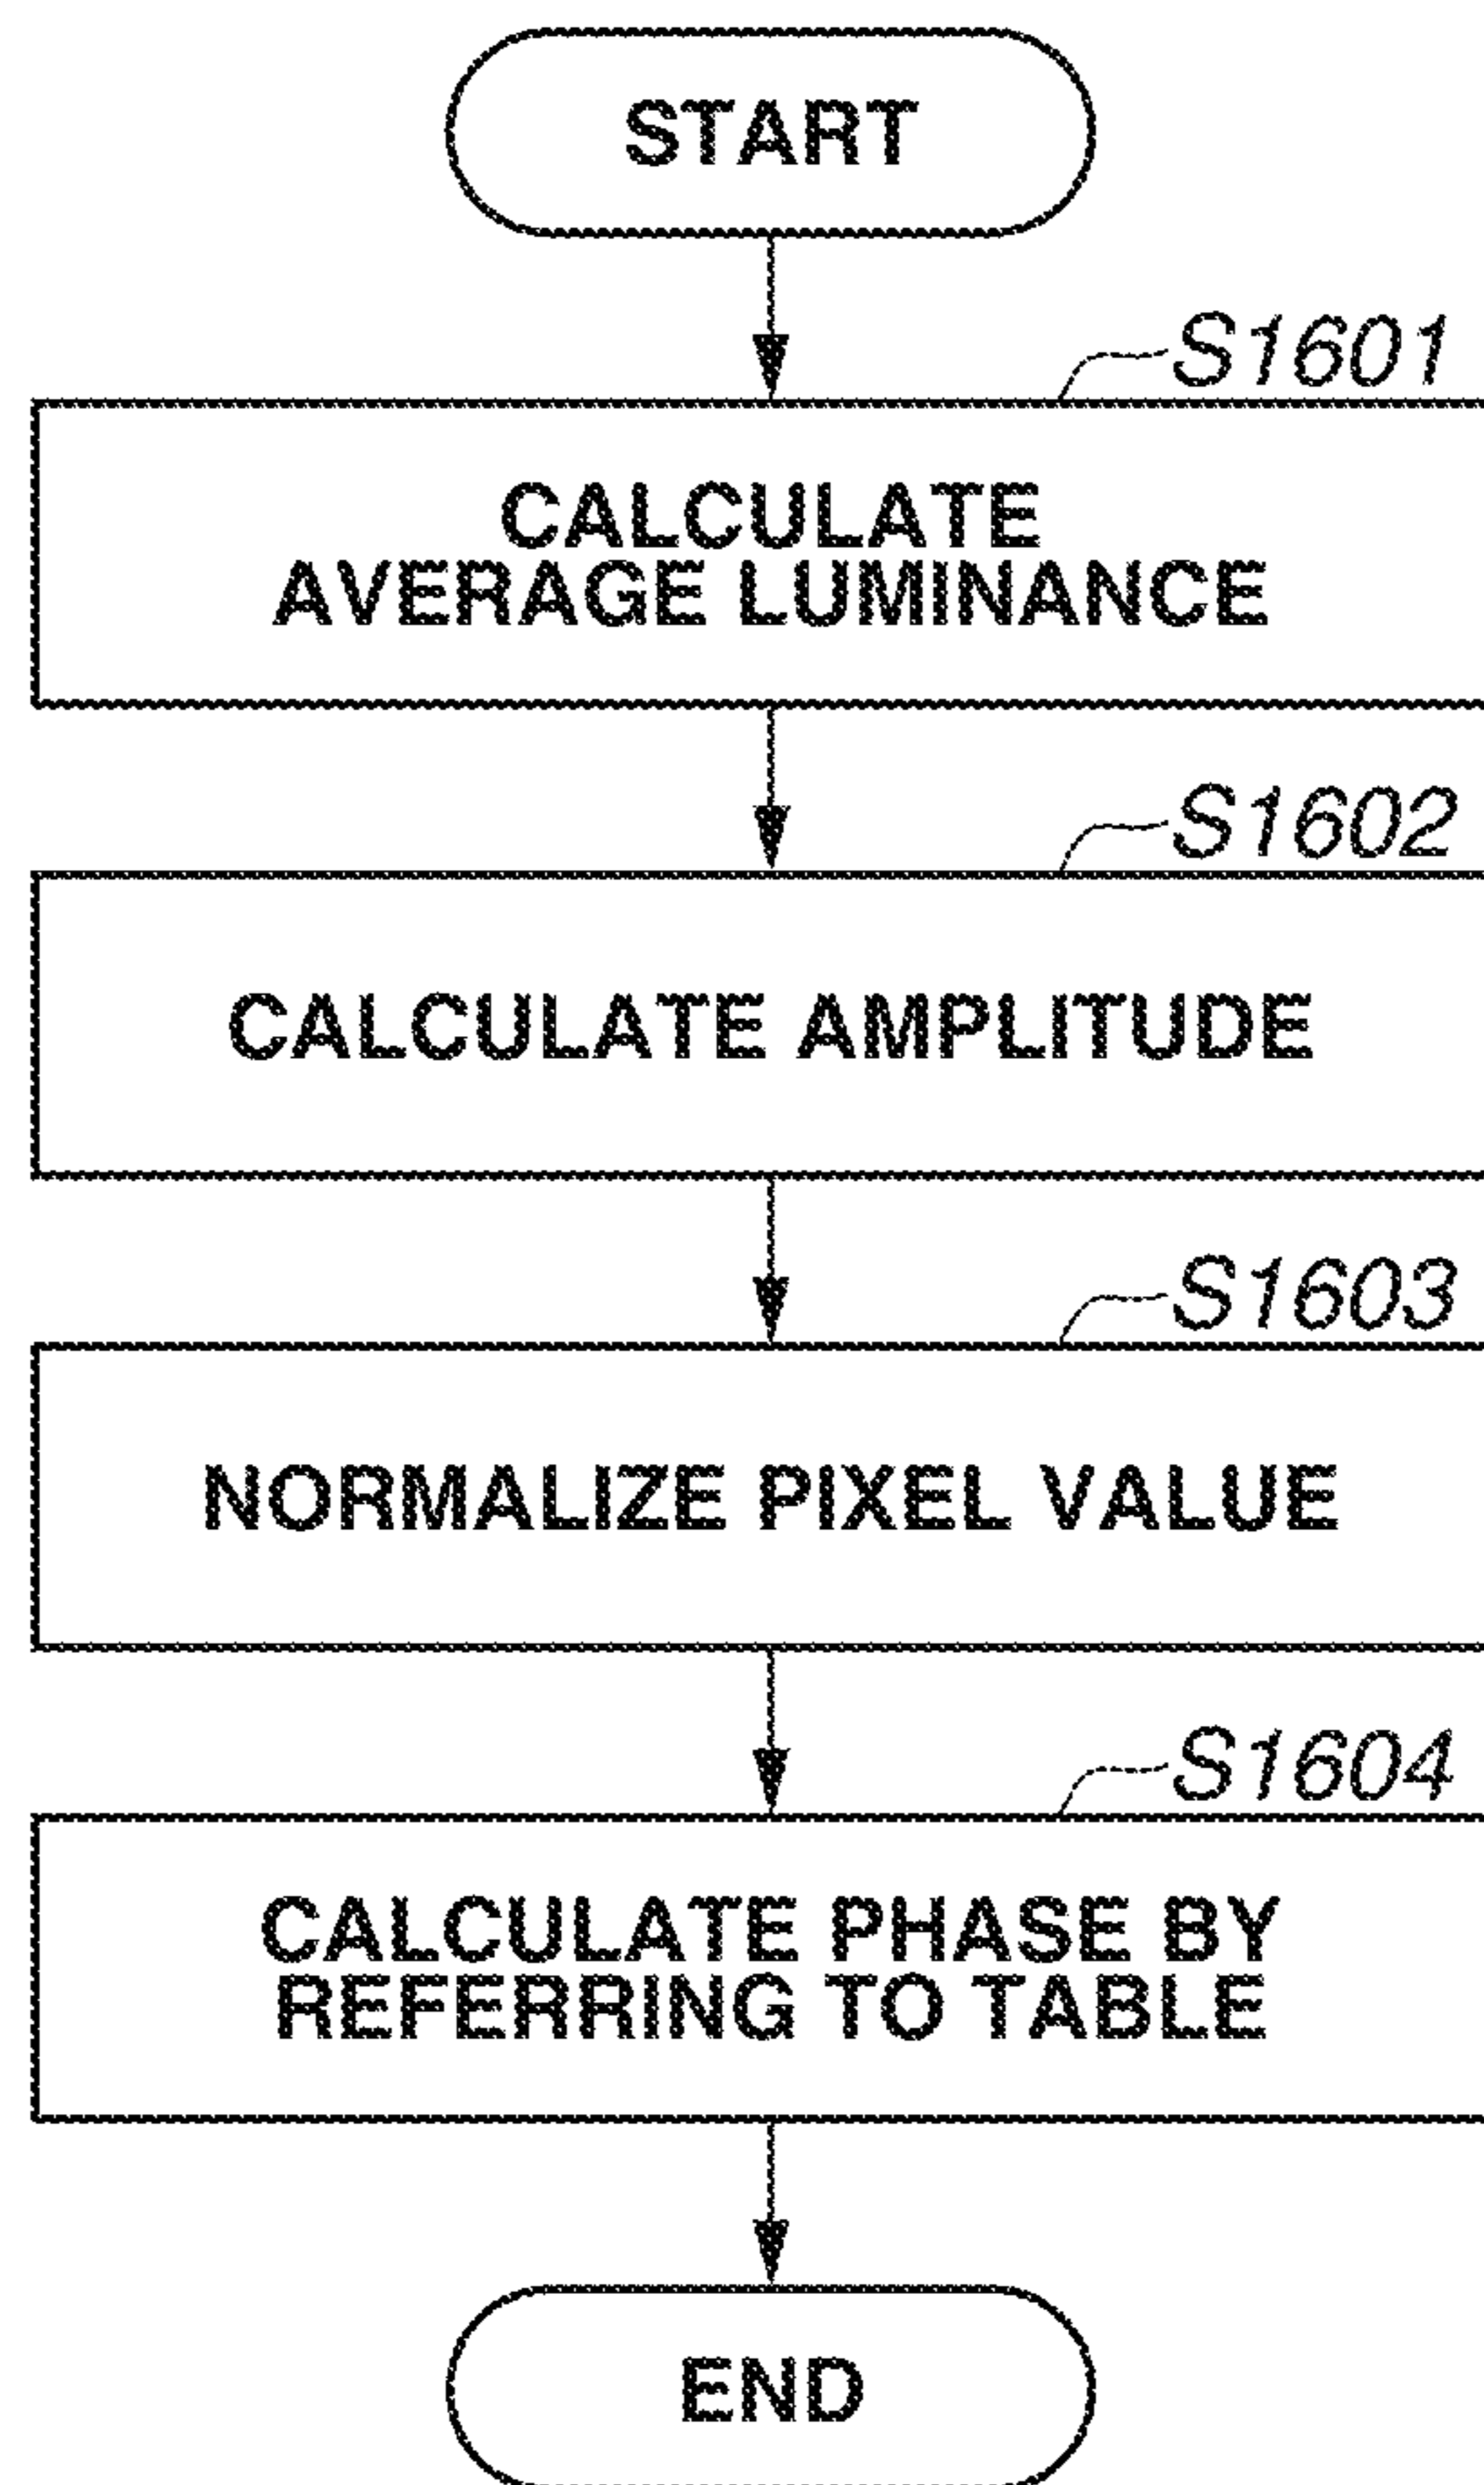 START
S1601
CALCULATE
AVERAGE LUMINANCE
S1602
CALCULATE AMPLITUDE
S1603
NORMALIZE PIXEL VALUE
S1604
CALCULATE PHASE BY
REFERRING TO TABLE
END